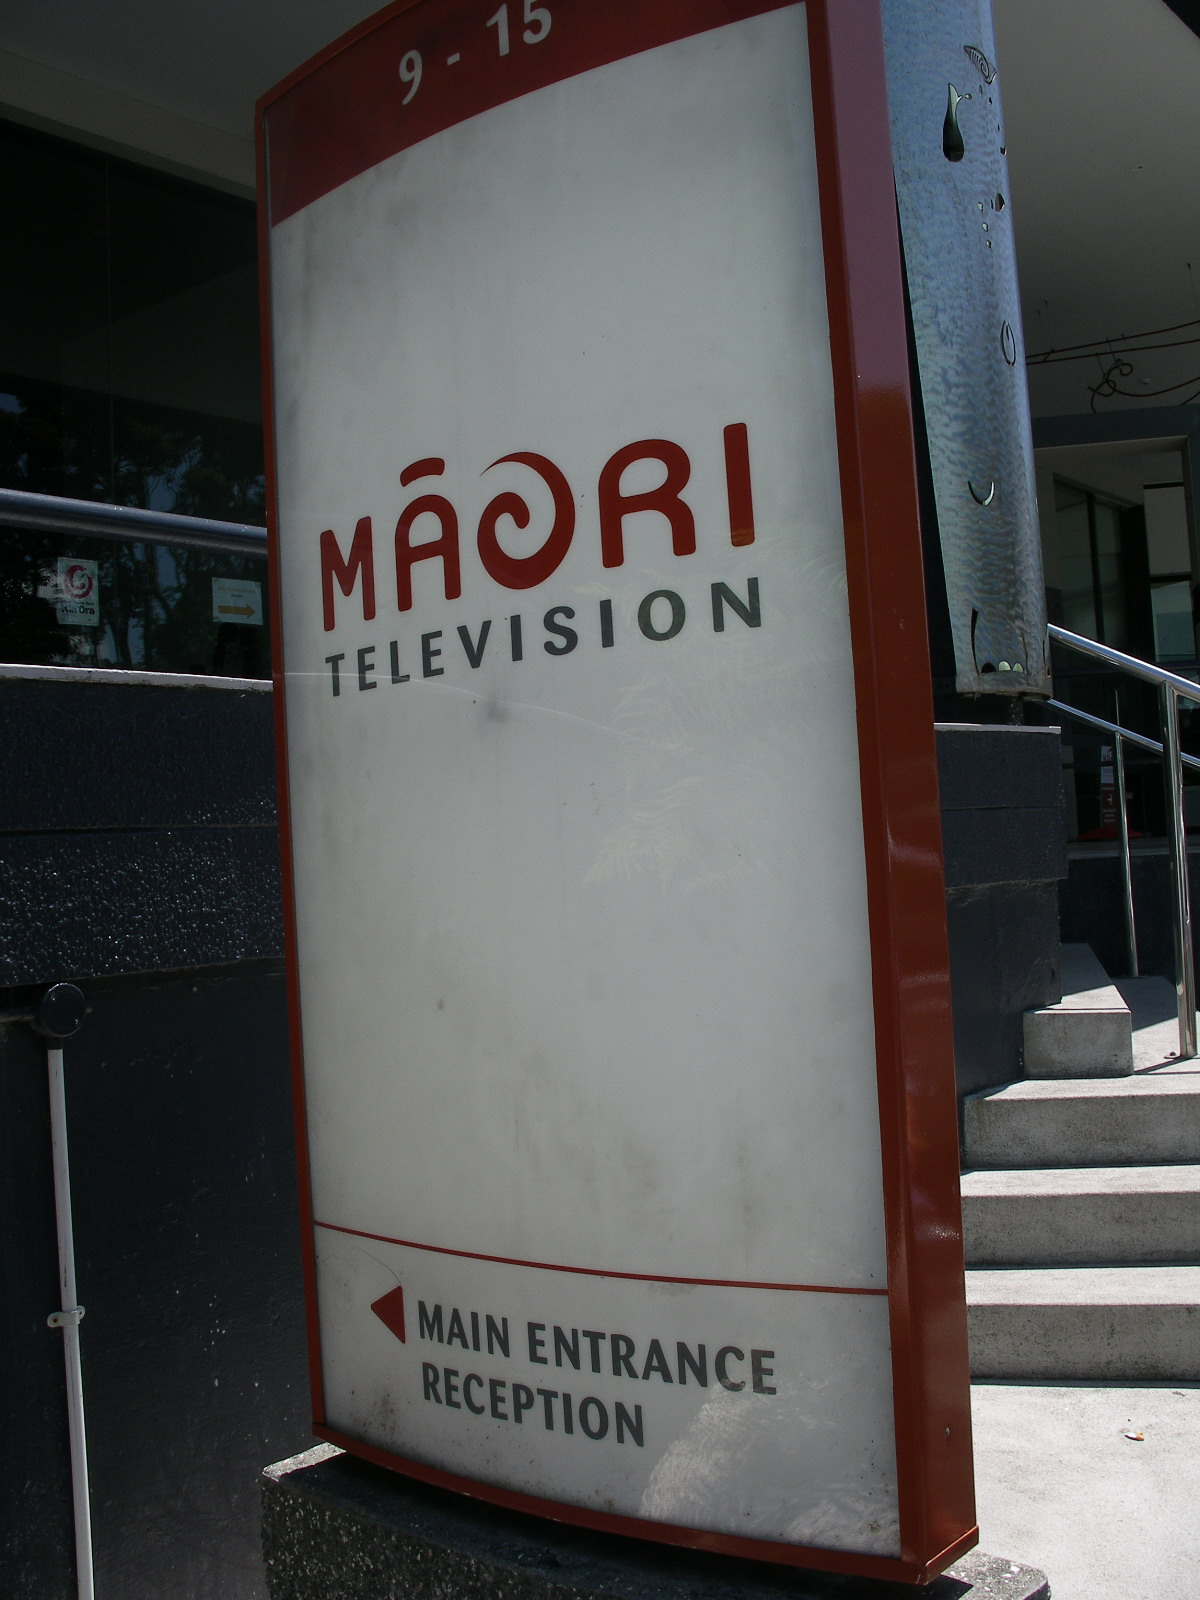 9 - 15
MĀORI
TELEVISION
MAIN ENTRANCE
RECEPTION